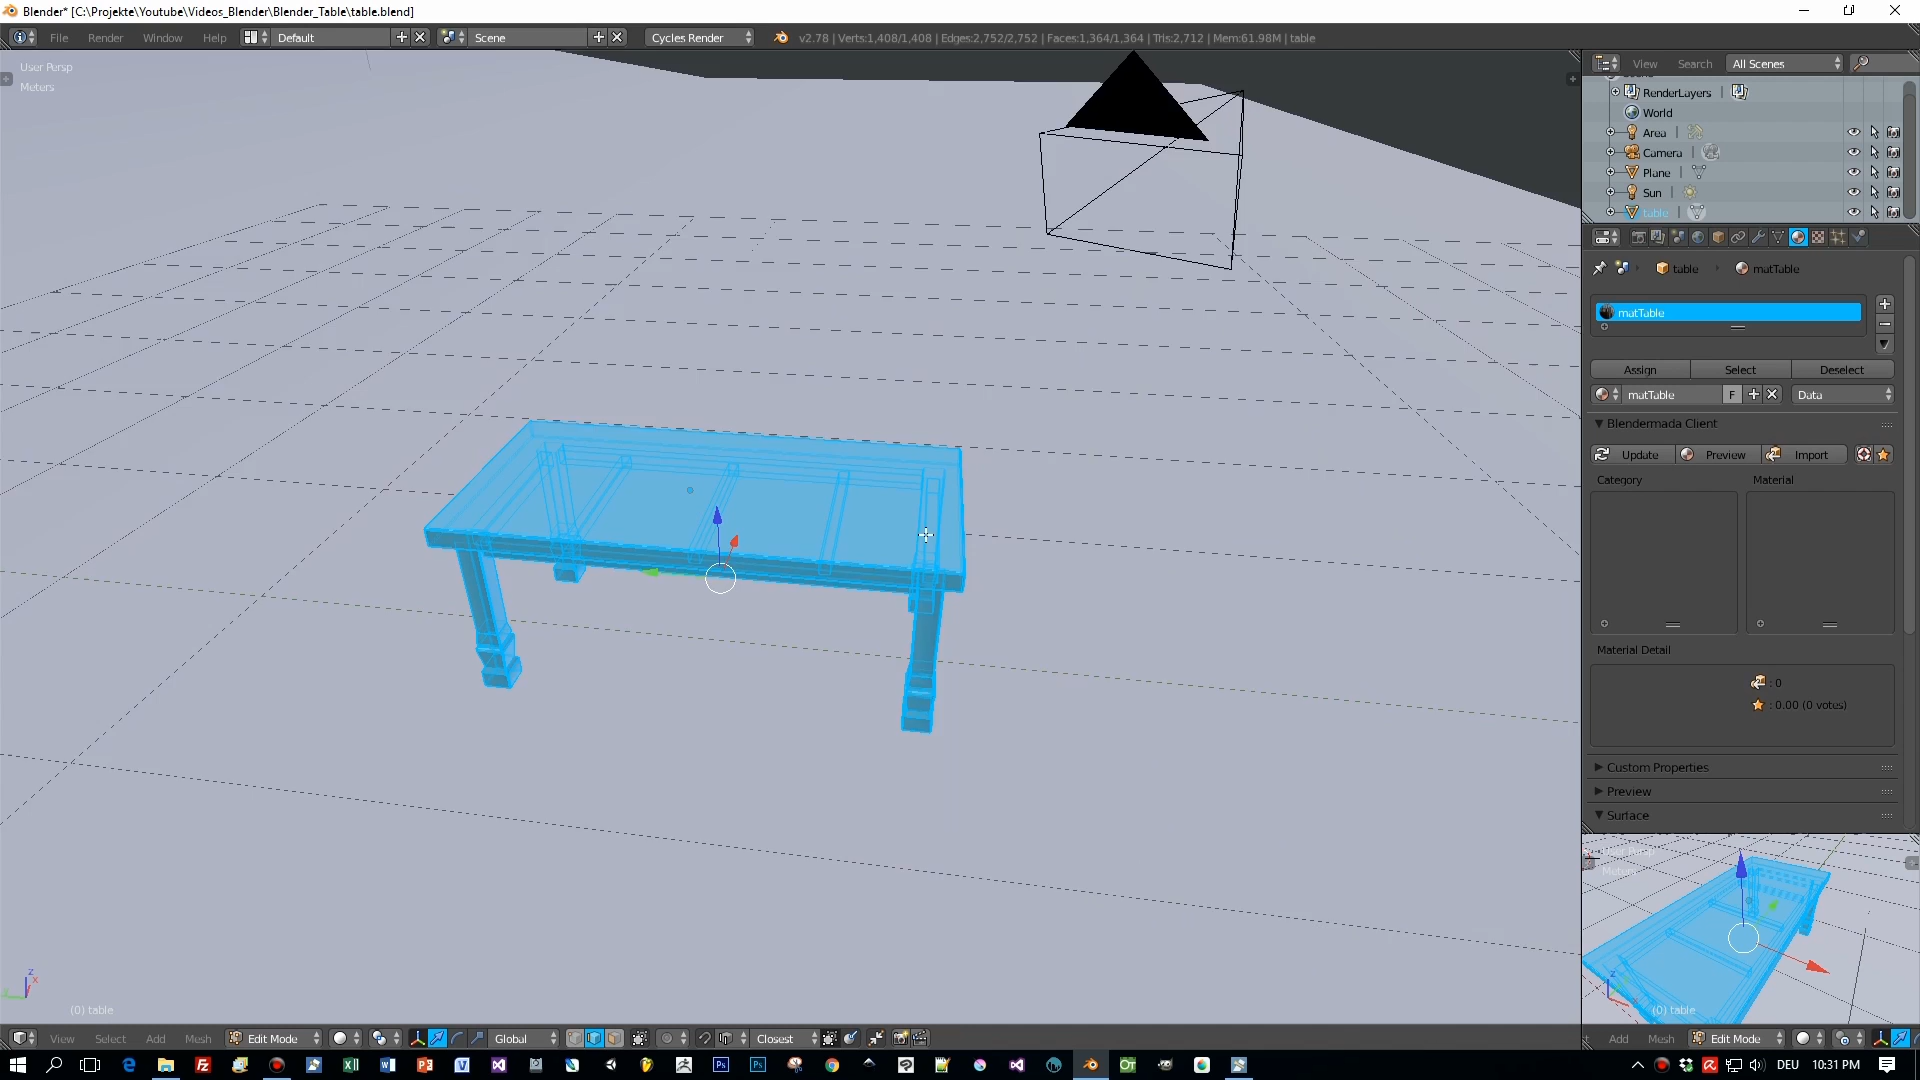 Blender* [C:\Projekte\Youtube\Videos_Blender\Blender_Table\table.blend]
File Render Window Help Default Scene Cycles Render v2.78 | Verts:1,408/1,408 | Edges:2,752/2,752 | Faces:1,364/1,364 | Tris:2,712 | Mem:61.98M | table
User Persp
Meters
View Search All Scenes
RenderLayers
World
Area
Camera
Plane
Sun
table
table matTable
matTable
Assign Select Deselect
matTable F Data
Blendermada Client
Update Preview Import
Category Material
Material Detail
: 0
: 0.00 (0 votes)
Custom Properties
Preview
Surface
(0) table
(0) table
View Select Add Mesh Edit Mode Global Closest
Add Mesh Edit Mode
DEU 10:31 PM